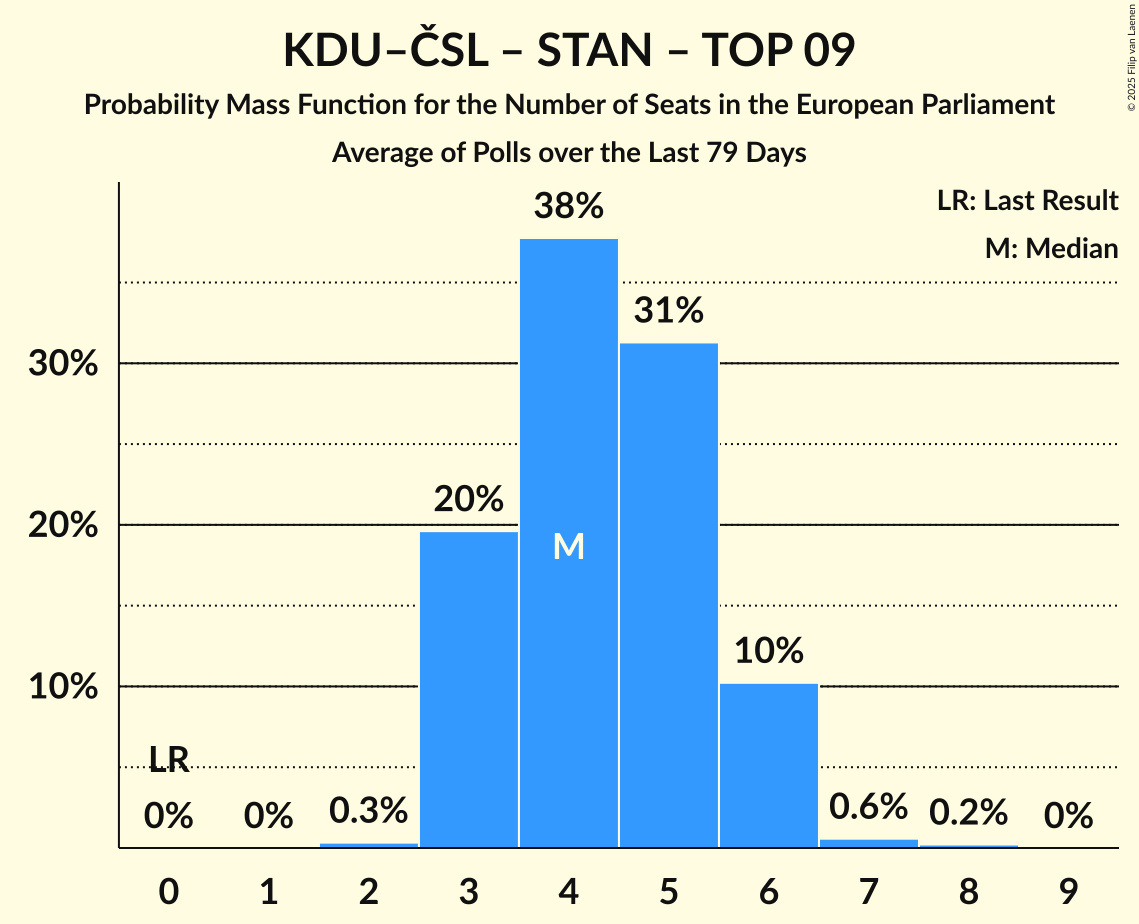 KDU–ČSL – STAN – TOP 09
Probability Mass Function for the Number of Seats in the European Parliament
Average of Polls over the Last 79 Days
© 2025 Filip van Laenen
LR: Last Result
M: Median
38%
31%
30%
20%
20%
M
10%
10%
LR
0%
0%
0.3%
0.6%
0.2%
0%
0 1 2 3 4 5 6 7 8 9